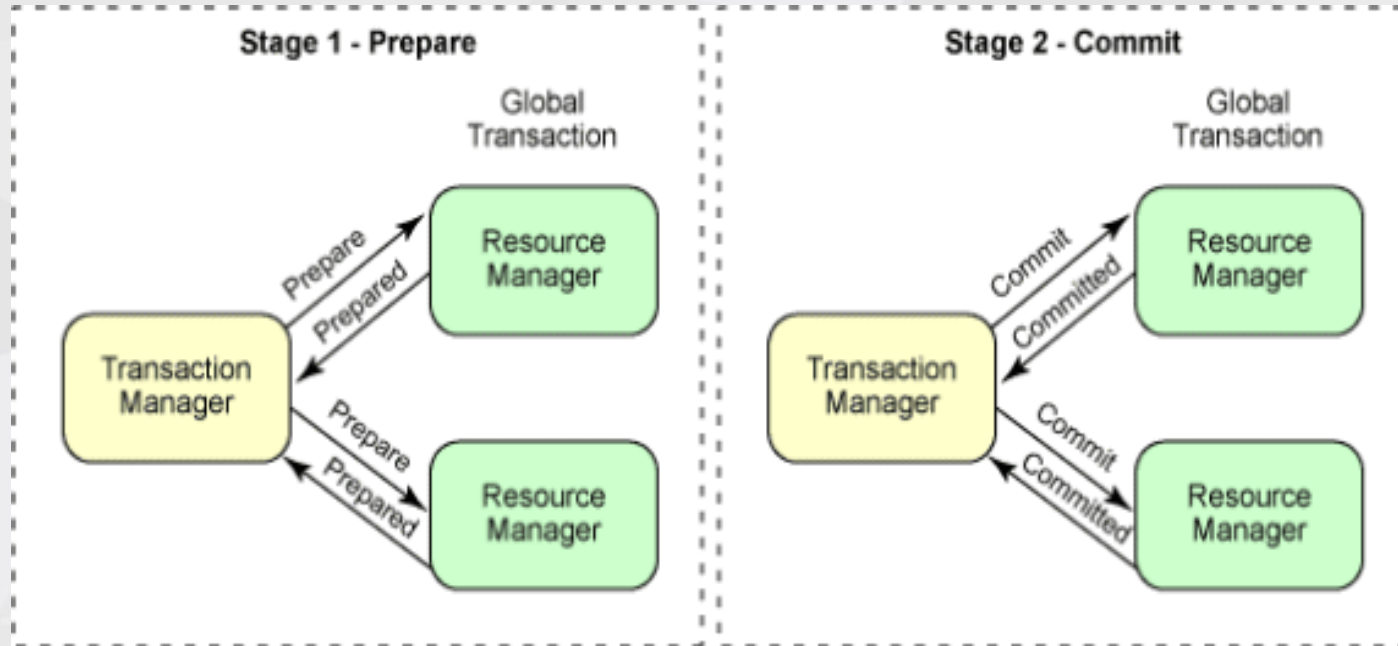 Stage 1 - Prepare
Global
Transaction
Prepare
Prepared
Resource
Manager
Transaction
Manager
Prepare
Prepared
Resource
Manager
Stage 2 - Commit
Global
Transaction
Commit
Committed
Resource
Manager
Transaction
Manager
Commit
Committed
Resource
Manager